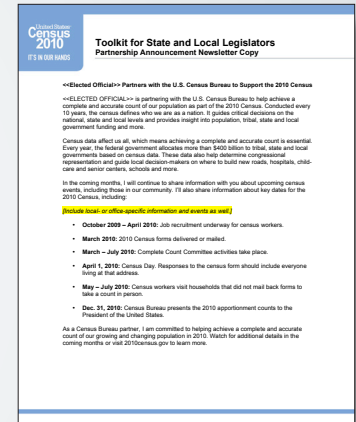 United States
Census
2010
IT'S IN OUR HANDS
Toolkit for State and Local Legislators
Partnership Announcement Newsletter Copy
<<Elected Official>> Partners with the U.S. Census Bureau to Support the 2010 Census
<<ELECTED OFFICIAL>> is partnering with the U.S. Census Bureau to help achieve a
complete and accurate count of our population as part of the 2010 Census. Conducted every
10 years, the census defines who we are as a nation. It guides critical decisions on the
national, state and local levels and provides insight into population, tribal, state and local
government funding and more.
Census data affect us all, which means achieving a complete and accurate count is essential.
Every year, the federal government allocates more than $400 billion to tribal, state and local
governments based on census data. These data also help determine congressional
representation and guide local decision-makers on where to build new roads, hospitals, child-
care and senior centers, schools and more.
In the coming months, I will continue to share information with you about upcoming census
events, including those in our community. I'll also share information about key dates for the
2010 Census, including:
[Include local- or office-specific information and events as well.]
• October 2009 – April 2010: Job recruitment underway for census workers.
• March 2010: 2010 Census forms delivered or mailed.
• March – July 2010: Complete Count Committee activities take place.
• April 1, 2010: Census Day. Responses to the census form should include everyone
living at that address.
• May – July 2010: Census workers visit households that did not mail back forms to
take a count in person.
• Dec. 31, 2010: Census Bureau presents the 2010 apportionment counts to the
President of the United States.
As a Census Bureau partner, I am committed to helping achieve a complete and accurate
count of our growing and changing population in 2010. Watch for additional details in the
coming months or visit 2010census.gov to learn more.